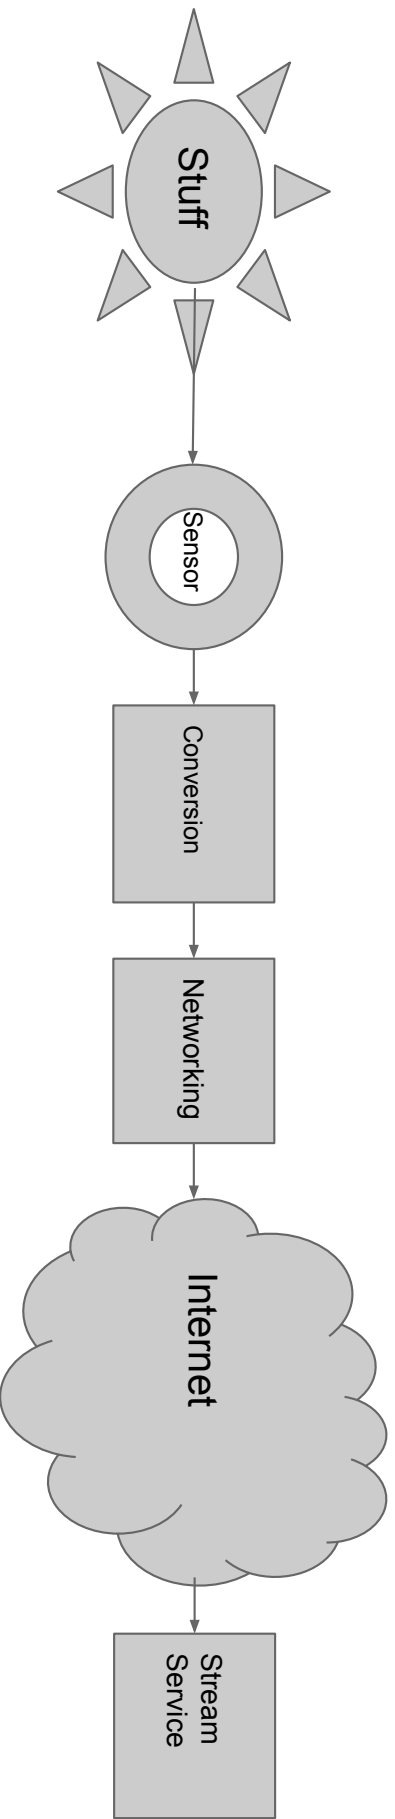 Stuff
Sensor
Conversion
Networking
Internet
Stream
Service